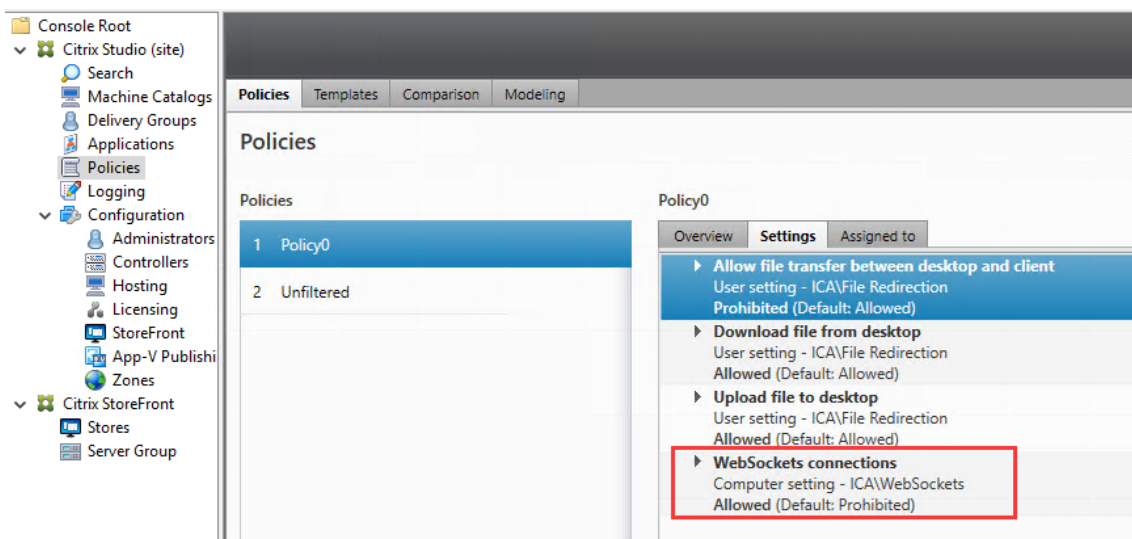 Console Root
Citrix Studio (site)
Search
Machine Catalogs
Delivery Groups
Applications
Policies
Logging
Configuration
Administrators
Controllers
Hosting
Licensing
StoreFront
App-V Publishi
Zones
Citrix StoreFront
Stores
Server Group
Policies Templates Comparison Modeling
Policies
Policies
1 Policy0
2 Unfiltered
Policy0
Overview Settings Assigned to
Allow file transfer between desktop and client
User setting - ICA\File Redirection
Prohibited (Default: Allowed)
Download file from desktop
User setting - ICA\File Redirection
Allowed (Default: Allowed)
Upload file to desktop
User setting - ICA\File Redirection
Allowed (Default: Allowed)
WebSockets connections
Computer setting - ICA\WebSockets
Allowed (Default: Prohibited)